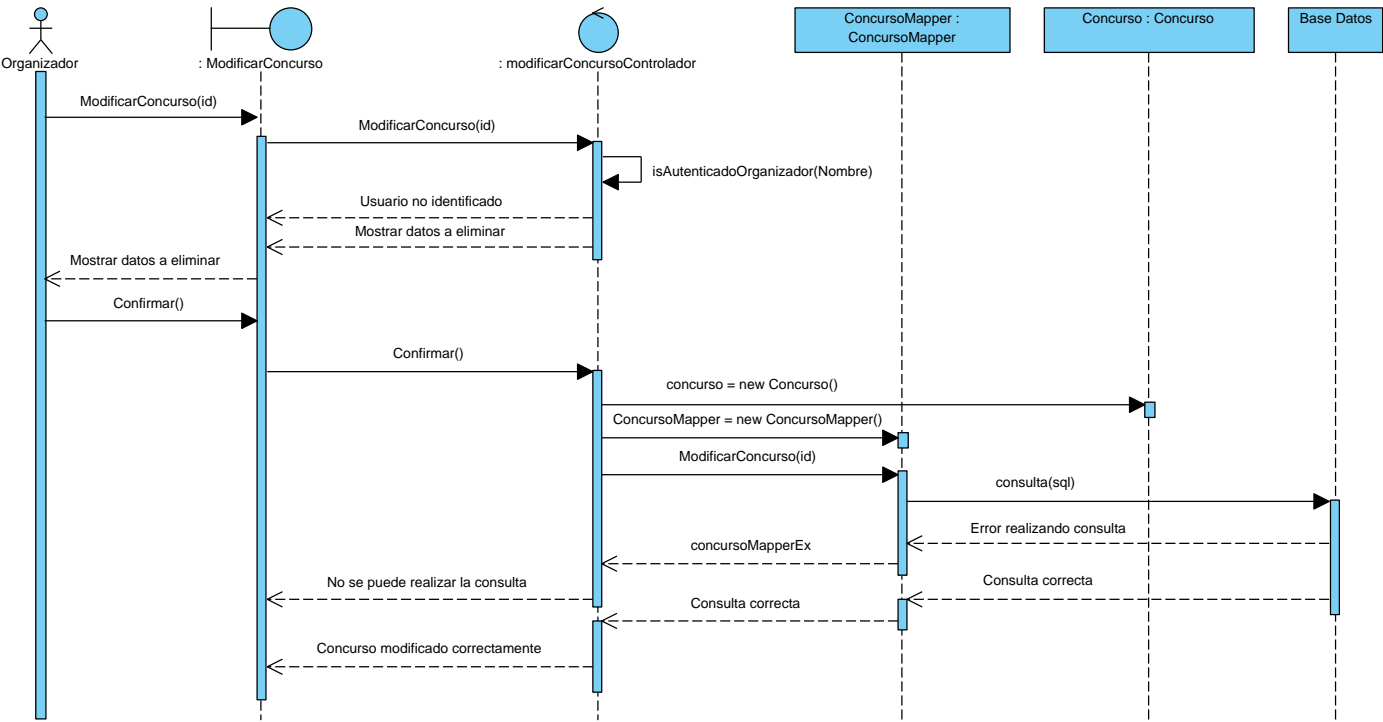 ConcursoMapper :
ConcursoMapper
Concurso : Concurso
Base Datos
Organizador
: ModificarConcurso
: modificarConcursoControlador
ModificarConcurso(id)
ModificarConcurso(id)
isAutenticadoOrganizador(Nombre)
Usuario no identificado
Mostrar datos a eliminar
Mostrar datos a eliminar
Confirmar()
Confirmar()
concurso = new Concurso()
ConcursoMapper = new ConcursoMapper()
ModificarConcurso(id)
consulta(sql)
Error realizando consulta
concursoMapperEx
No se puede realizar la consulta
Consulta correcta
Consulta correcta
Concurso modificado correctamente